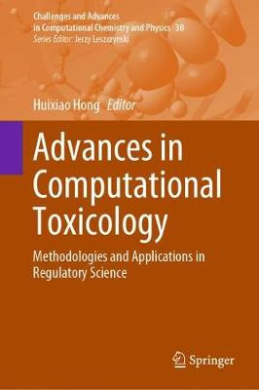 Challenges and Advances
in Computational Chemistry and Physics 30
Series Editor: Jerzy Leszczynski
Huixiao Hong Editor
Advances in
Computational
Toxicology
Methodologies and Applications in
Regulatory Science
Springer